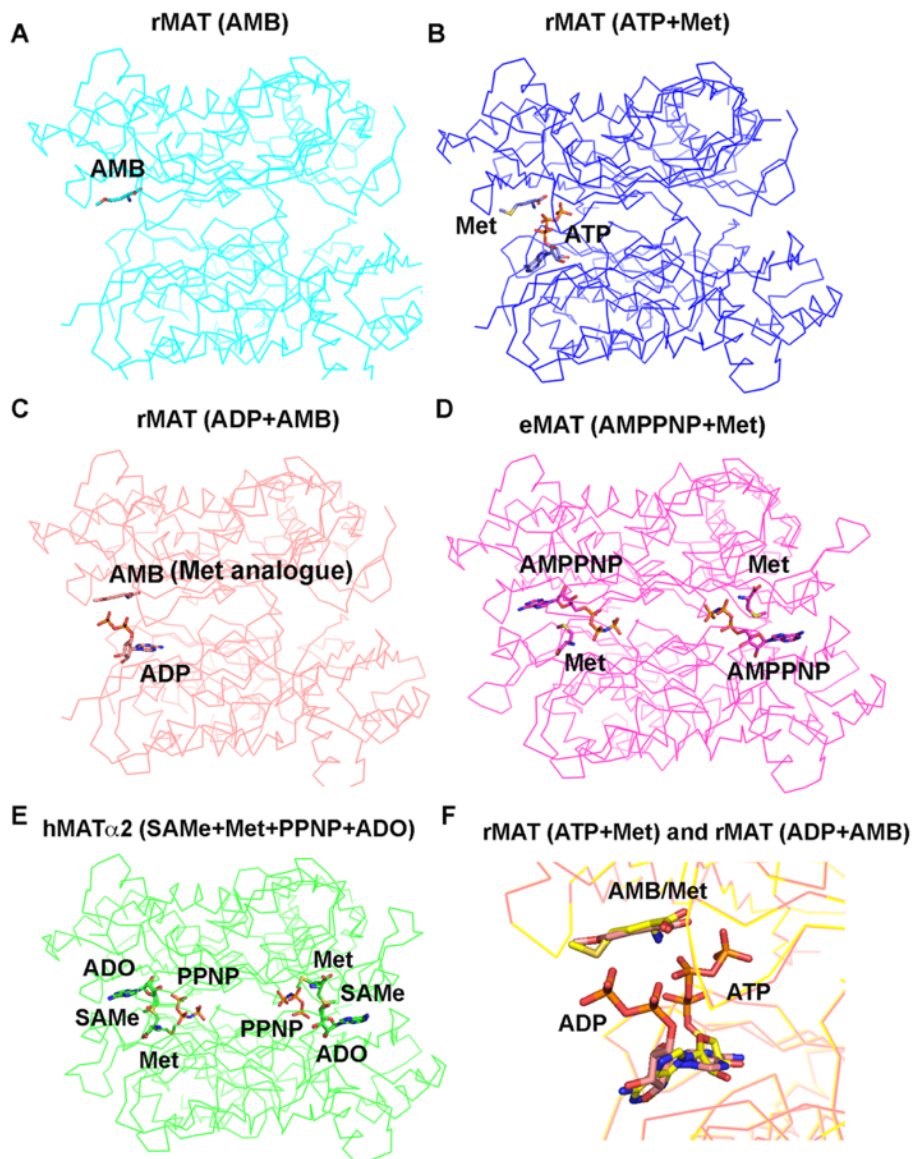 A
rMAT (AMB)
AMB
B
rMAT (ATP+Met)
Met
ATP
C
rMAT (ADP+AMB)
AMB (Met analogue)
ADP
D
eMAT (AMPPNP+Met)
AMPPNP
Met
Met
AMPPNP
E
hMATα2 (SAMe+Met+PPNP+ADO)
ADO
PPNP
Met
SAMe
SAMe
PPNP
Met
ADO
F
rMAT (ATP+Met) and rMAT (ADP+AMB)
AMB/Met
ATP
ADP